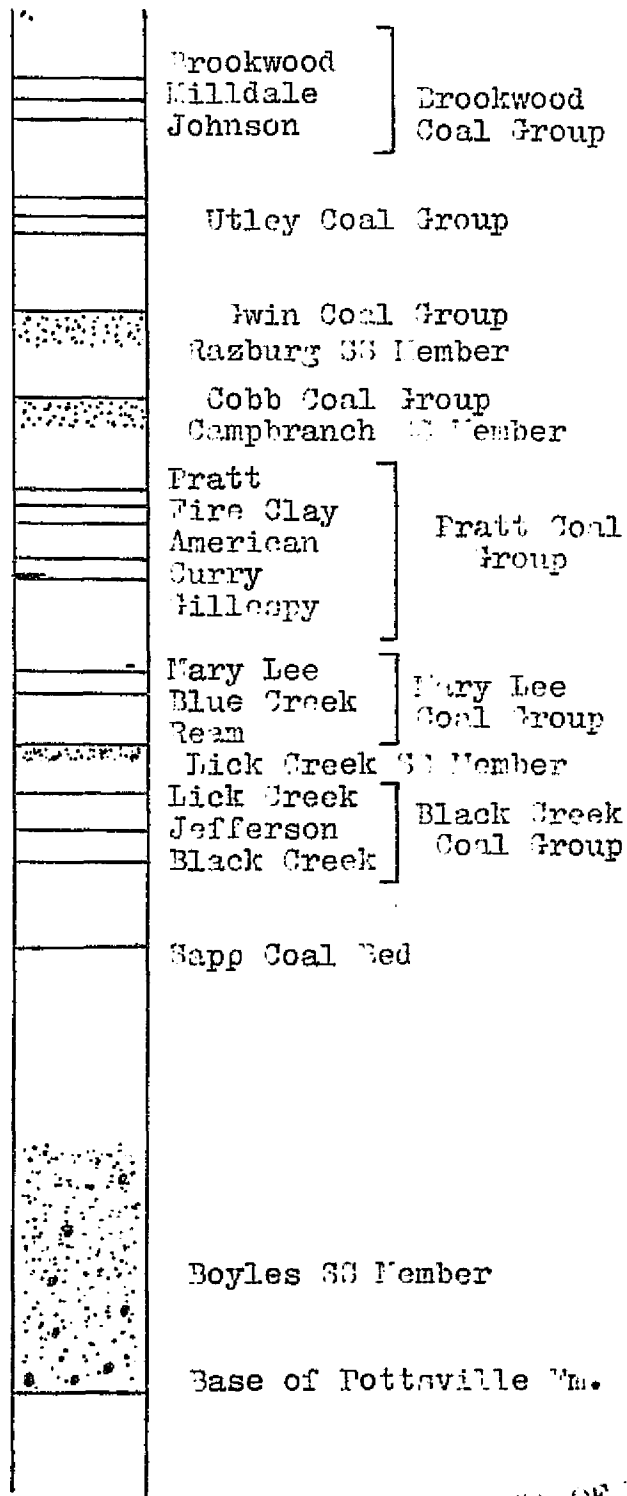 Brookwood
Milldale
Johnson
Brookwood
Coal Group
Utley Coal Group
Gwin Coal Group
Razburg SS Member
Cobb Coal Group
Campbranch SS Member
Pratt
Fire Clay
American
Curry
Gillespy
Pratt Coal
Group
Mary Lee
Blue Creek
Ream
Mary Lee
Coal Group
Lick Creek SS Member
Lick Creek
Jefferson
Black Creek
Black Creek
Coal Group
Sapp Coal Bed
Boyles SS Member
Base of Pottsville Fm.
OF